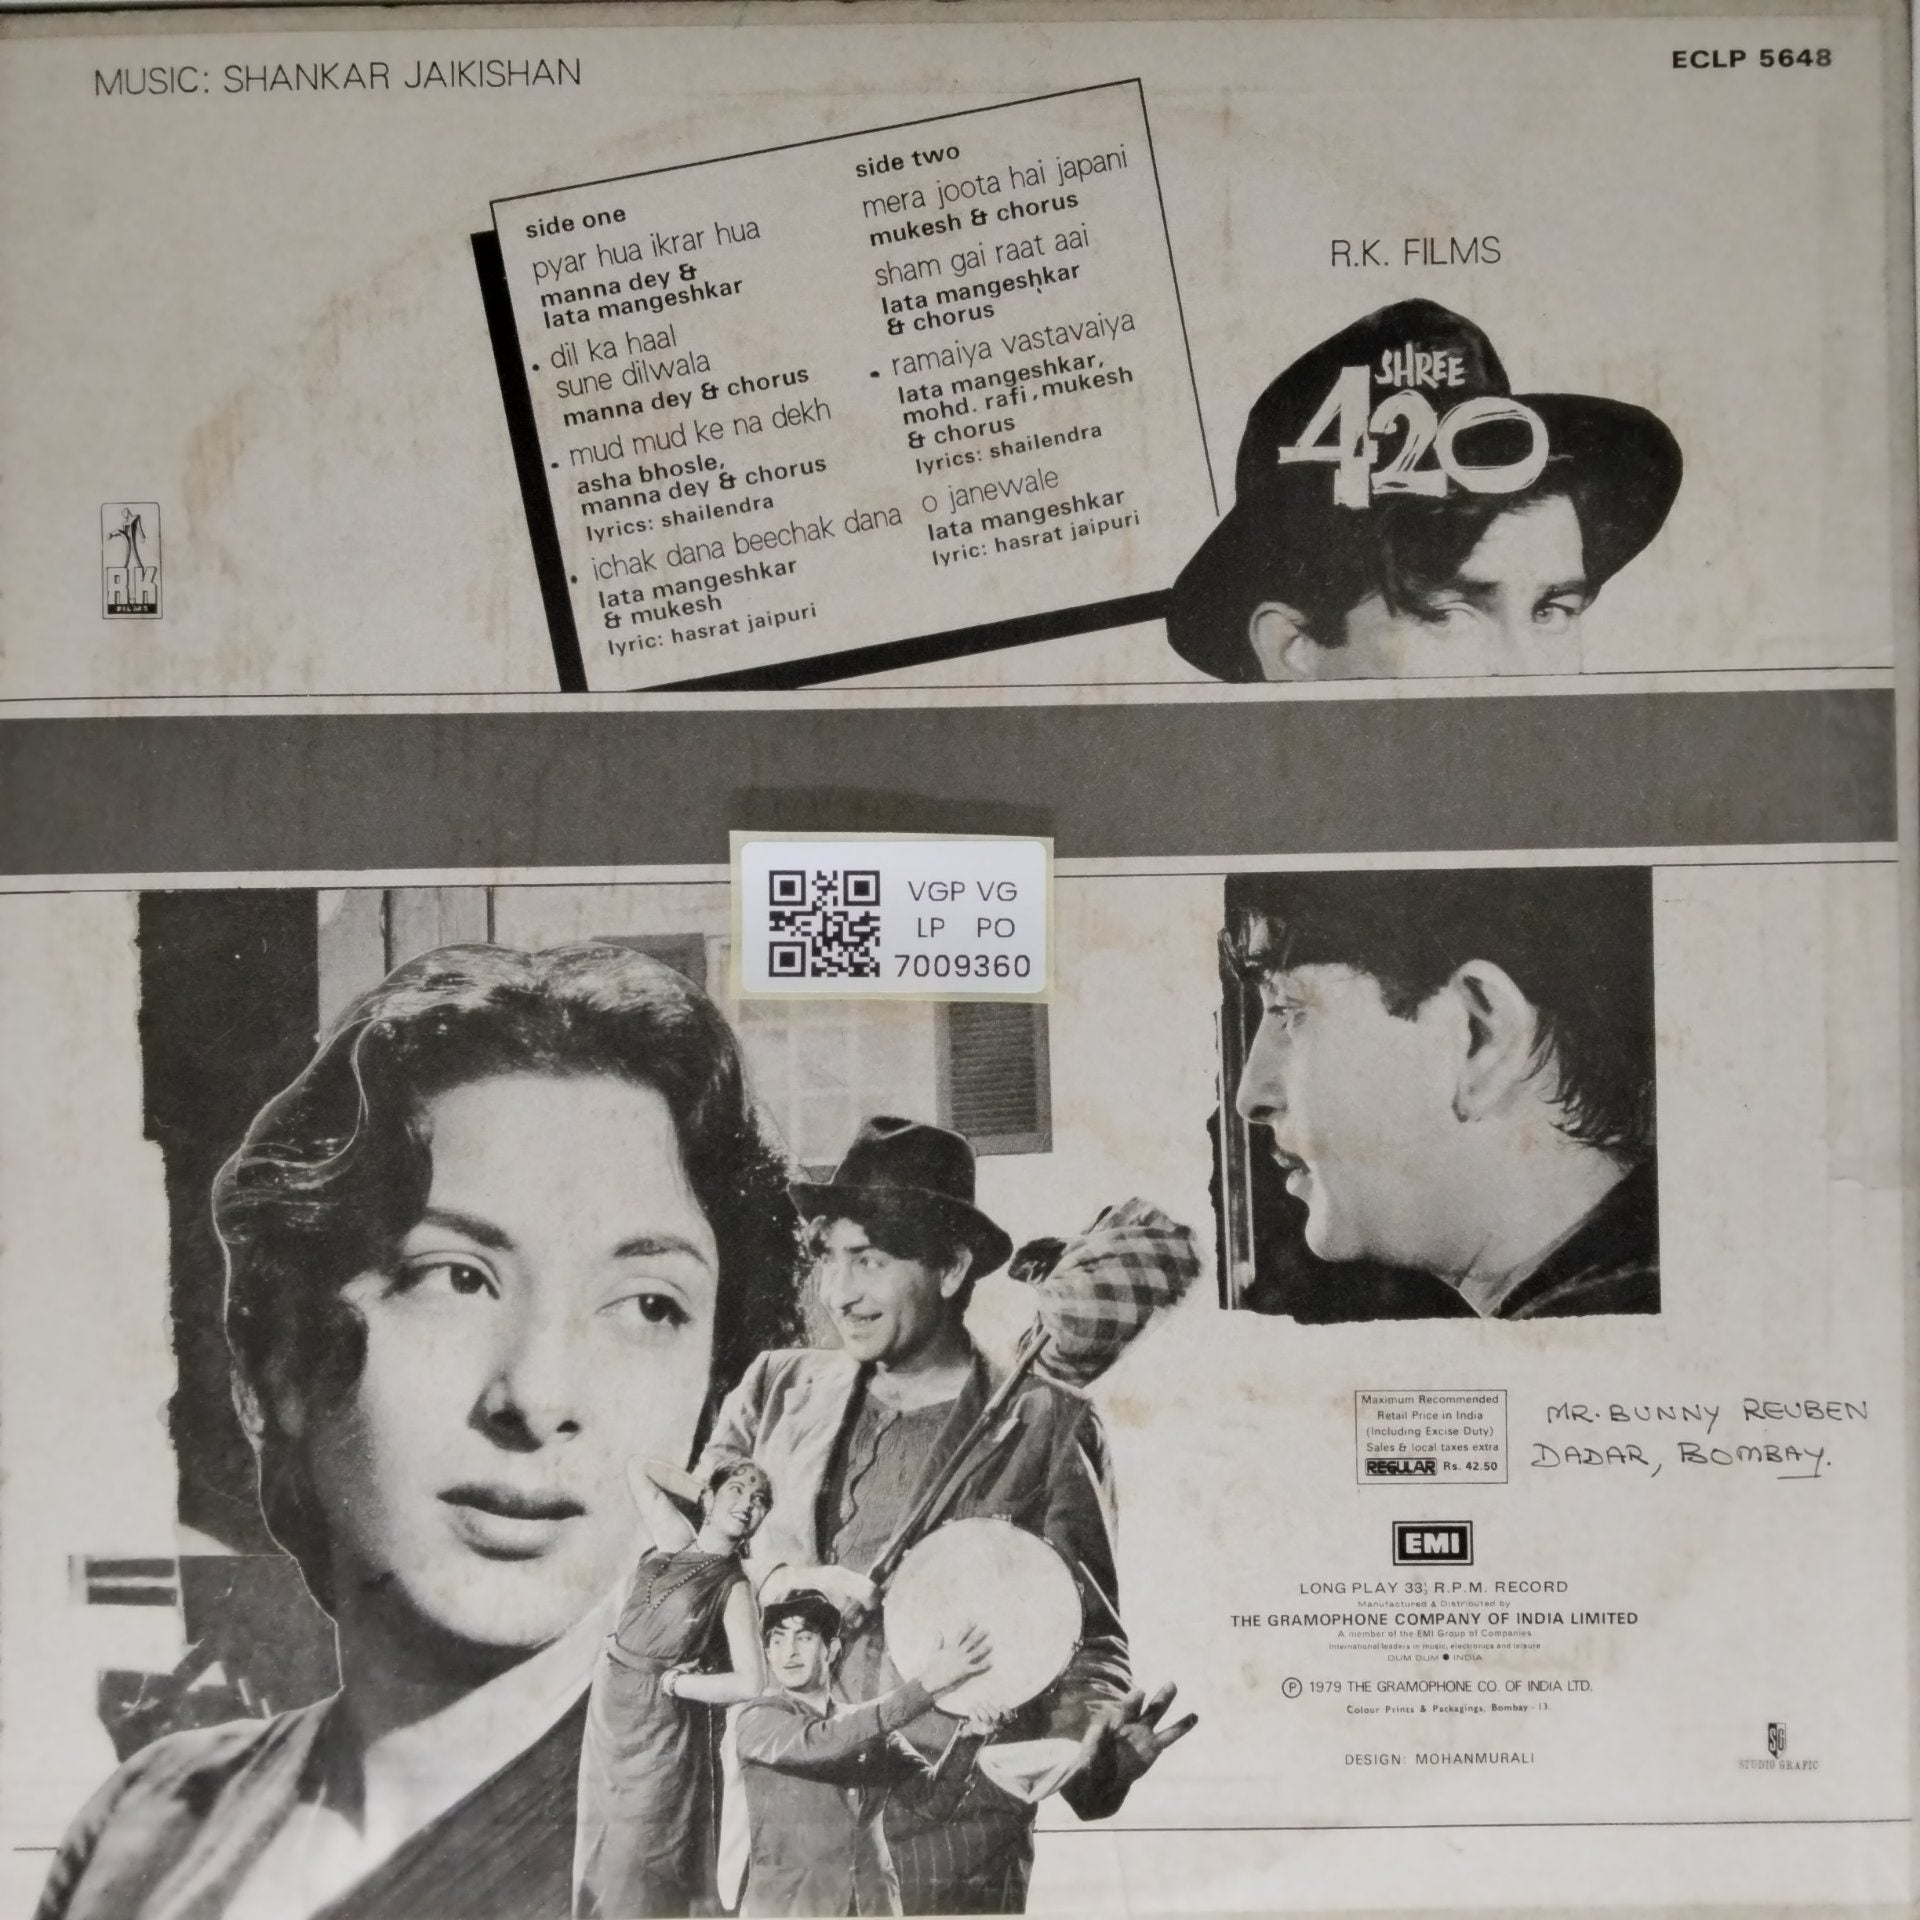 MUSIC: SHANKAR JAIKISHAN
ECLP 5648
side one
pyar hua ikrar hua
manna dey &
lata mangeshkar
• dil ka haal
sune dilwala
manna dey & chorus
• mud mud ke na dekh
asha bhosle,
manna dey & chorus
lyrics: shailendra
• ichak dana beechak dana
lata mangeshkar
& mukesh
lyric: hasrat jaipuri
side two
mera joota hai japani
mukesh & chorus
sham gai raat aai
lata mangeshkar
& chorus
• ramaiya vastavaiya
lata mangeshkar,
mohd. rafi, mukesh
& chorus
lyrics: shailendra
o janewale
lata mangeshkar
lyric: hasrat jaipuri
R.K. FILMS
SHREE
420
R.K
FILMS
VGP VG
LP PO
7009360
Maximum Recommended
Retail Price in India
(Including Excise Duty)
Sales & local taxes extra
REGULAR Rs. 42.50
MR. BUNNY REUBEN
DADAR, BOMBAY.
EMI
LONG PLAY 33⅓ R.P.M. RECORD
Manufactured & Distributed by
THE GRAMOPHONE COMPANY OF INDIA LIMITED
A member of the EMI Group of Companies
International leaders in music, electronics and leisure
DUM DUM ● INDIA
Ⓟ 1979 THE GRAMOPHONE CO. OF INDIA LTD.
Colour Prints & Packagings, Bombay - 13.
DESIGN: MOHANMURALI
SG
STUDIO GRAFIC